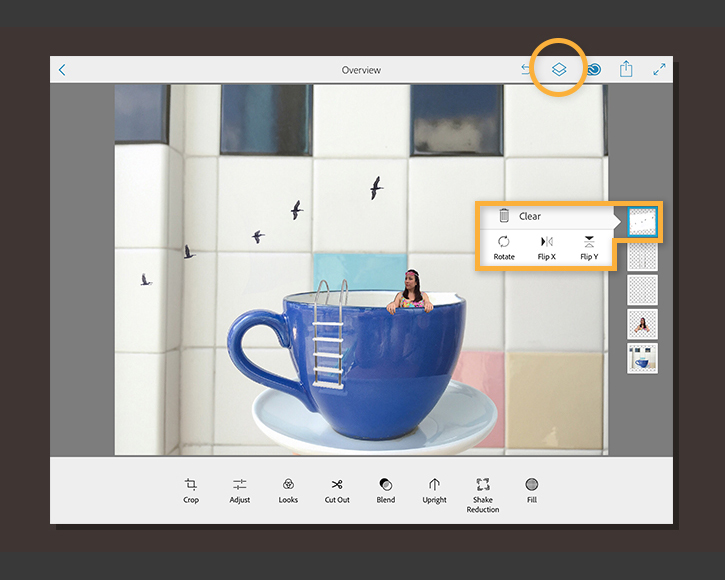 Overview
Clear
Rotate
Flip X
Flip Y
Crop
Adjust
Looks
Cut Out
Blend
Upright
Shake
Reduction
Fill